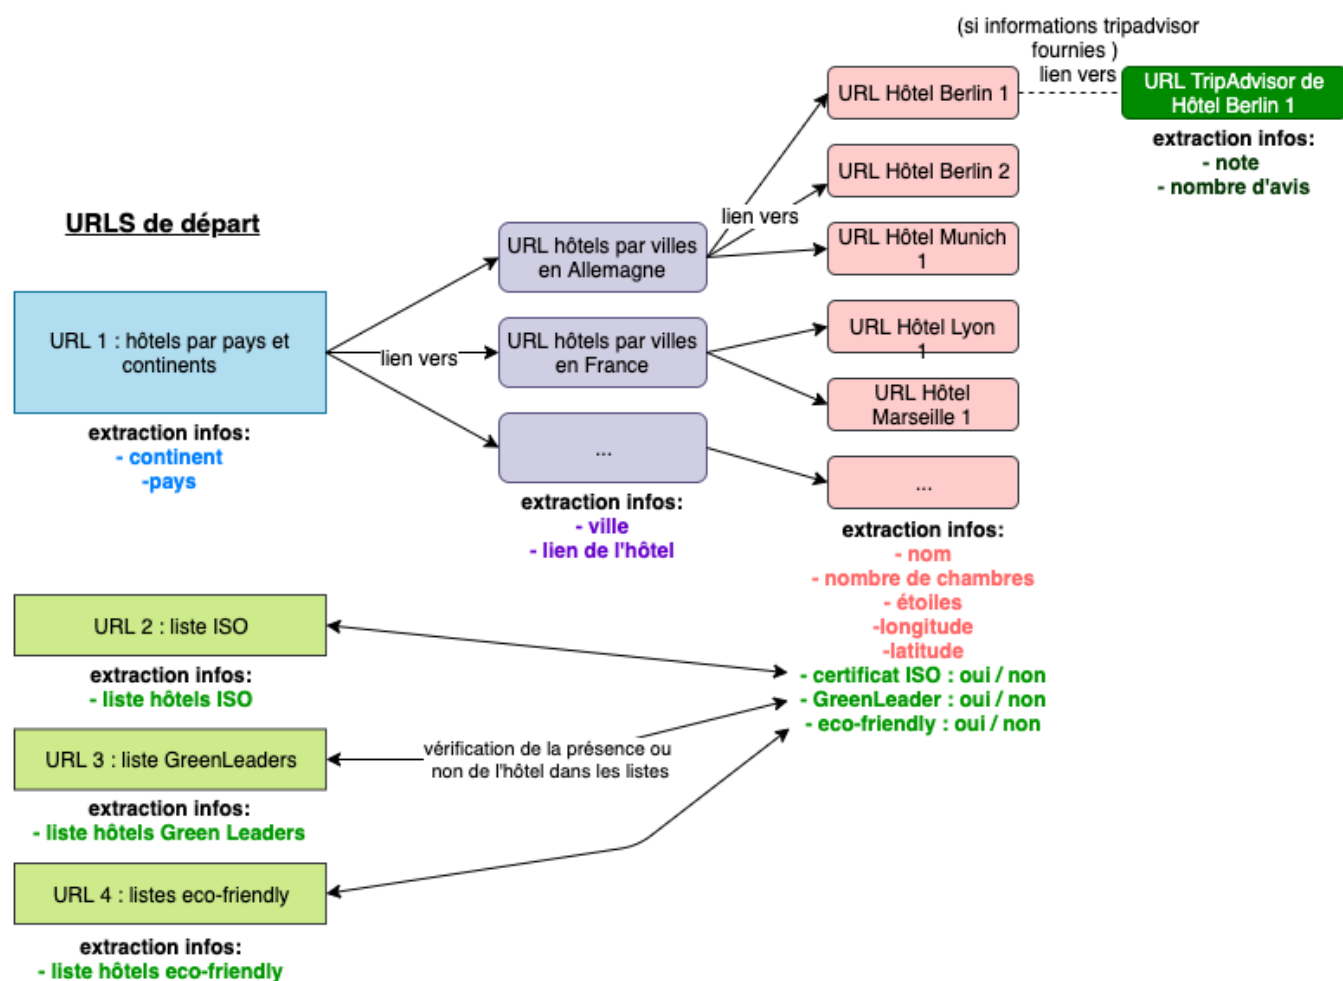 (si informations tripadvisor
fournies )
lien vers
URL Hôtel Berlin 1
URL TripAdvisor de
Hôtel Berlin 1
extraction infos:
- note
- nombre d'avis
URL Hôtel Berlin 2
URLS de départ
lien vers
URL hôtels par villes
en Allemagne
URL Hôtel Munich
1
URL 1 : hôtels par pays et
continents
lien vers
URL hôtels par villes
en France
URL Hôtel Lyon
1
URL Hôtel
Marseille 1
extraction infos:
- continent
-pays
...
...
extraction infos:
- ville
- lien de l'hôtel
extraction infos:
- nom
- nombre de chambres
- étoiles
-longitude
-latitude
- certificat ISO : oui / non
- GreenLeader : oui / non
- eco-friendly : oui / non
URL 2 : liste ISO
extraction infos:
- liste hôtels ISO
URL 3 : liste GreenLeaders
vérification de la présence ou
non de l'hôtel dans les listes
extraction infos:
- liste hôtels Green Leaders
URL 4 : listes eco-friendly
extraction infos:
- liste hôtels eco-friendly